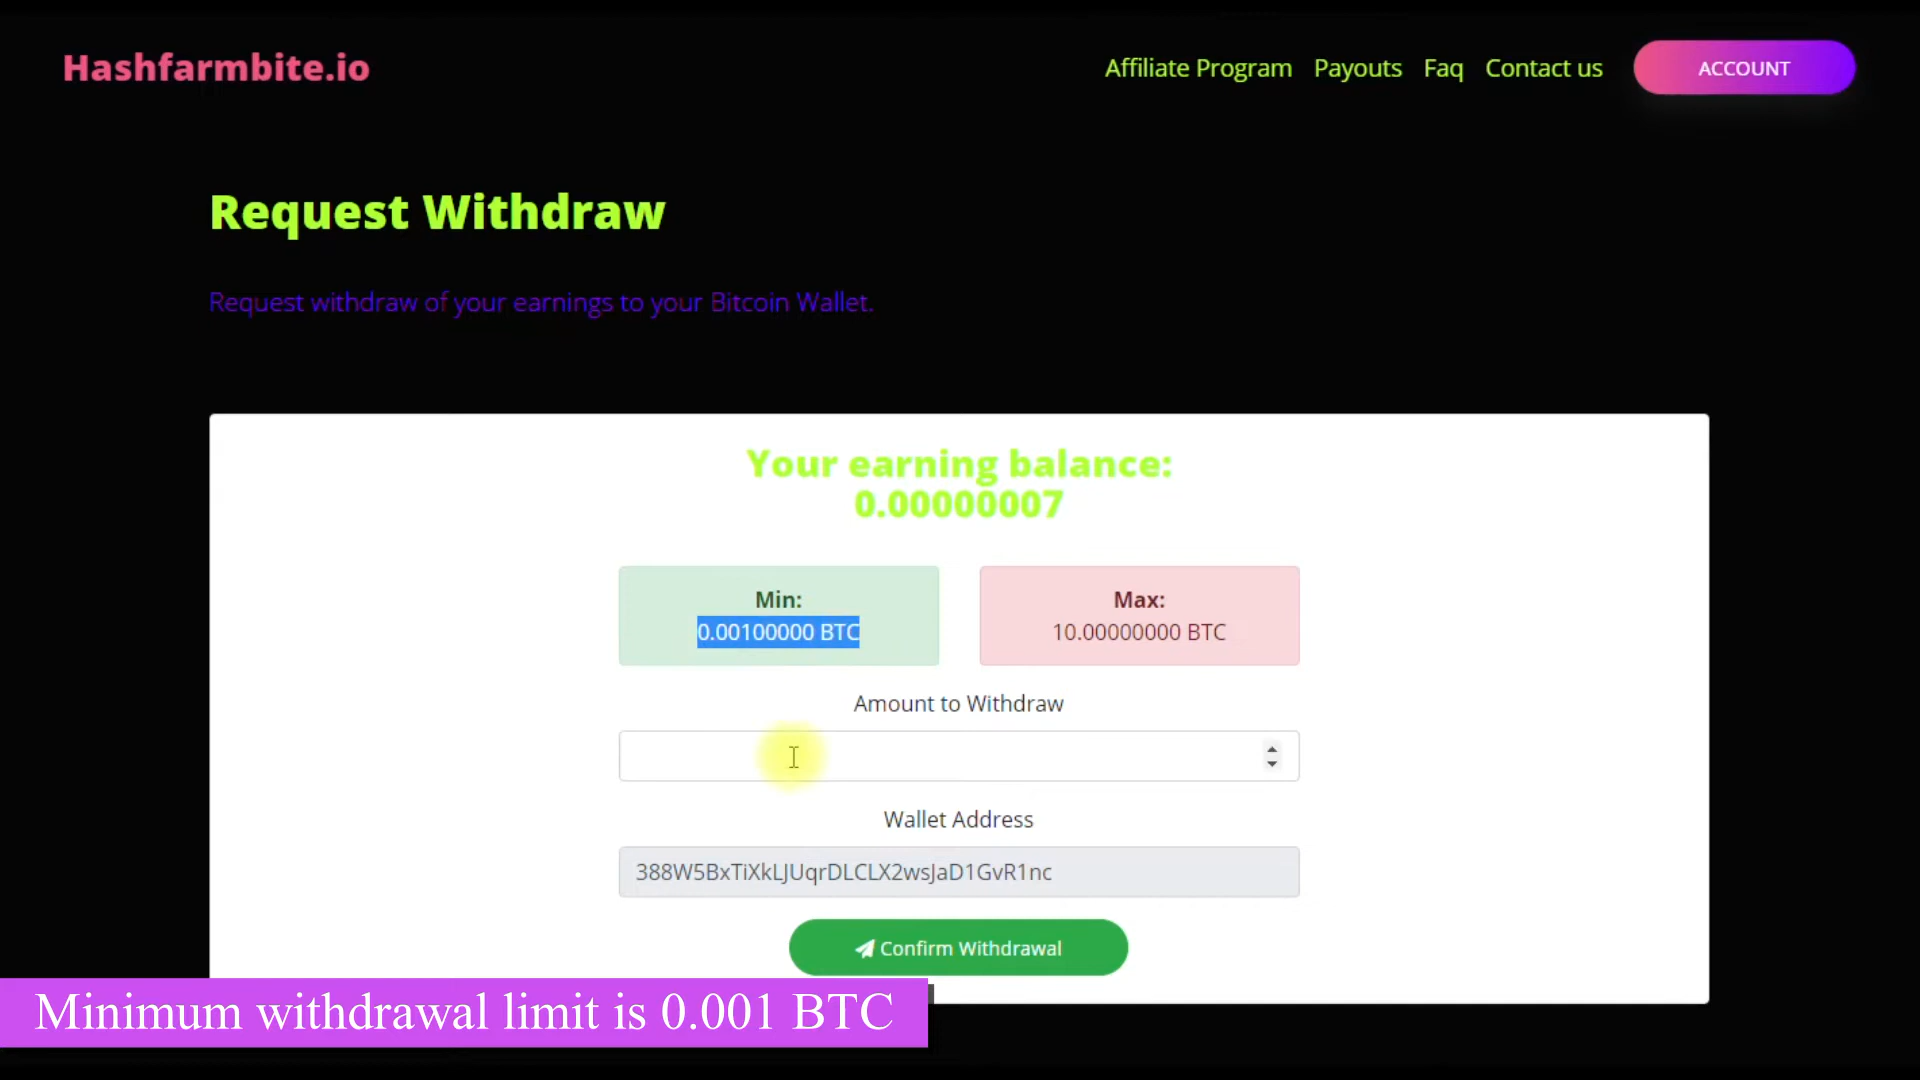 Hashfarmbite.io
Affiliate Program Payouts Faq Contact us ACCOUNT
Request Withdraw
Request withdraw of your earnings to your Bitcoin Wallet.
Your earning balance:
0.00000007
Min:
0.00100000 BTC
Max:
10.00000000 BTC
Amount to Withdraw
Wallet Address
388W5BxTiXkLJUqrDLCLX2wsJaD1GvR1nc
Confirm Withdrawal
Minimum withdrawal limit is 0.001 BTC